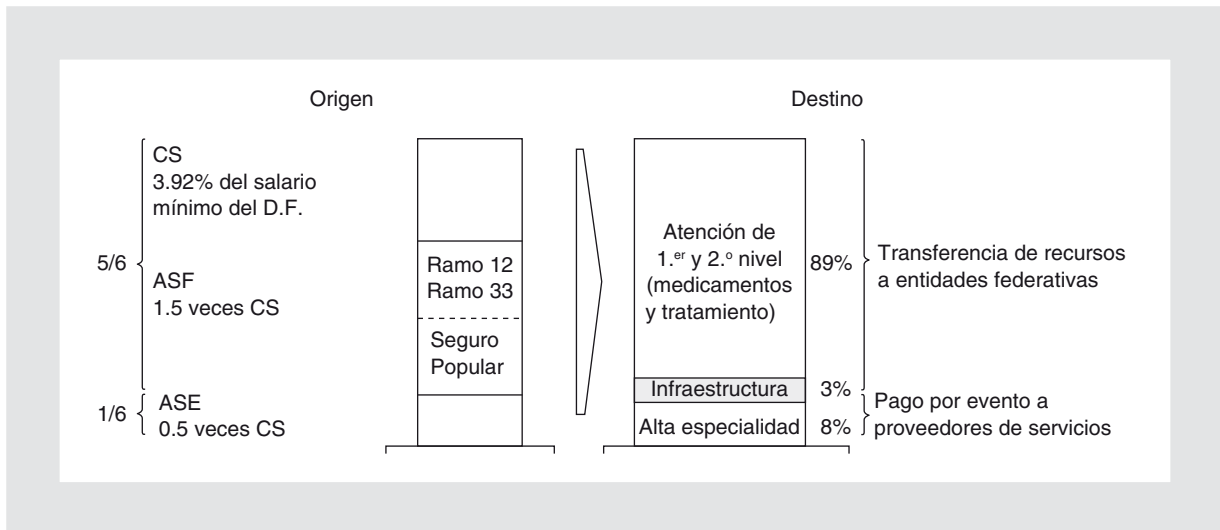 Origen
Destino
CS
3.92% del salario
mínimo del D.F.
5/6
ASF
1.5 veces CS
1/6
ASE
0.5 veces CS
Ramo 12
Ramo 33
Seguro
Popular
Atención de
1.er y 2.º nivel
(medicamentos
y tratamiento)
89%
Transferencia de recursos
a entidades federativas
Infraestructura
3%
Alta especialidad
8%
Pago por evento a
proveedores de servicios